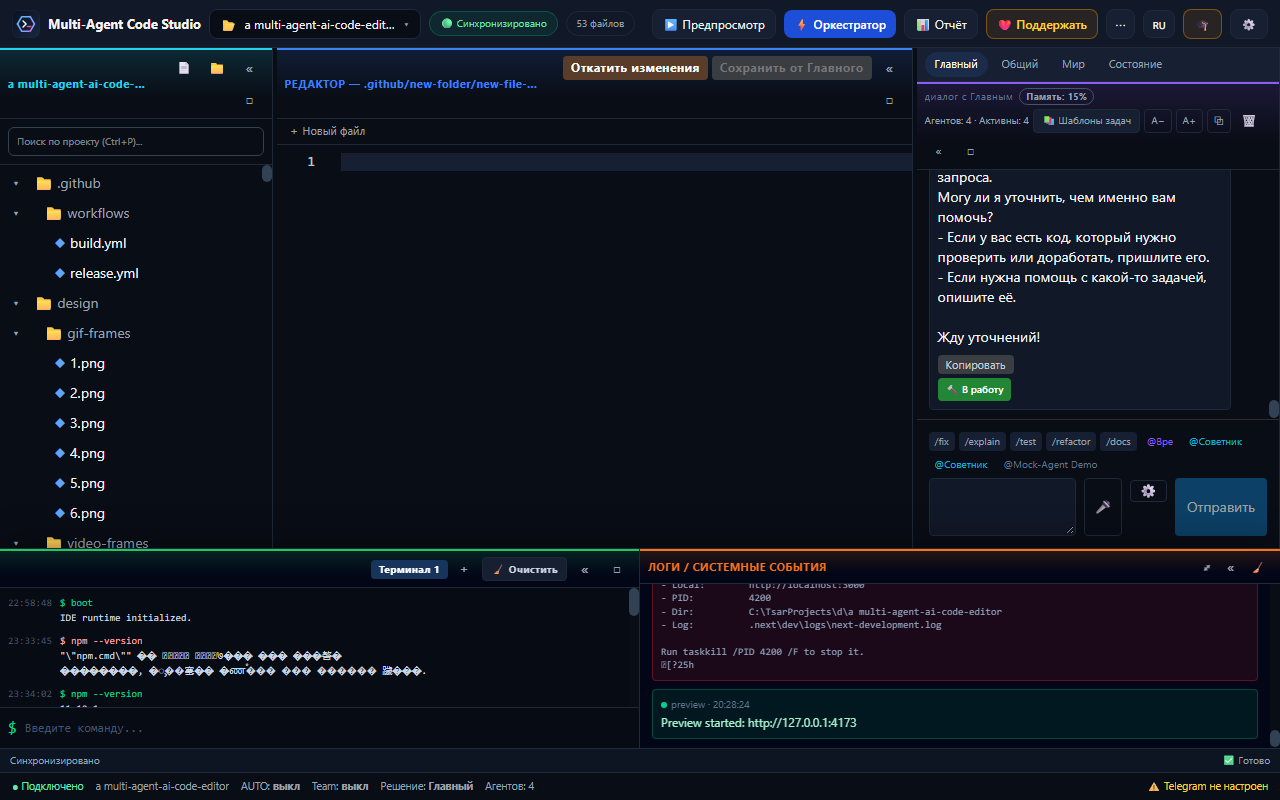 Multi-Agent Code Studio
a multi-agent-ai-code-edit...
Синхронизировано
53 файлов
Предпросмотр
Оркестратор
Отчёт
Поддержать
...
RU
a multi-agent-ai-code-...
Поиск по проекту (Ctrl+P)...
.github
workflows
build.yml
release.yml
design
gif-frames
1.png
2.png
3.png
4.png
5.png
6.png
video-frames
Откатить изменения
Сохранить от Главного
РЕДАКТОР — .github/new-folder/new-file-...
+ Новый файл
1
Главный
Общий
Мир
Состояние
диалог с Главным
Память: 15%
Агентов: 4 · Активны: 4
Шаблоны задач
A−
A+
запроса.
Могу ли я уточнить, чем именно вам
помочь?
- Если у вас есть код, который нужно
проверить или доработать, пришлите его.
- Если нужна помощь с какой-то задачей,
опишите её.
Жду уточнений!
Копировать
В работу
/fix
/explain
/test
/refactor
/docs
@Вре
@Советник
@Советник
@Mock-Agent Demo
Отправить
Терминал 1
+
Очистить
22:58:48 $ boot
IDE runtime initialized.
23:33:45 $ npm --version
"\"npm.cmd\""
23:34:02 $ npm --version
$ Введите команду...
ЛОГИ / СИСТЕМНЫЕ СОБЫТИЯ
- Local: http://localhost:3000
- PID: 4200
- Dir: C:\TsarProjects\d\a multi-agent-ai-code-editor
- Log: .next\dev\logs\next-development.log
Run taskkill /PID 4200 /F to stop it.
[?25h
preview · 20:28:24
Preview started: http://127.0.0.1:4173
Синхронизировано
Готово
Подключено
a multi-agent-ai-code-editor
AUTO: выкл
Team: выкл
Решение: Главный
Агентов: 4
Telegram не настроен